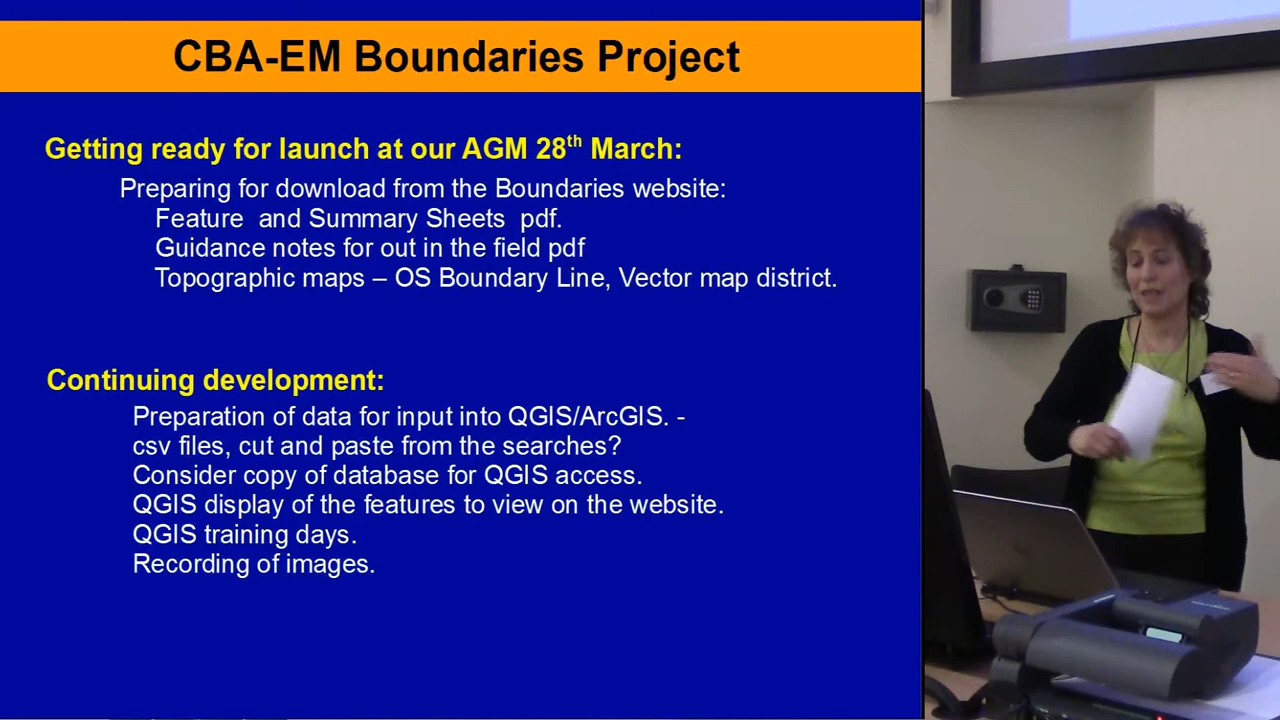 CBA-EM Boundaries Project
Getting ready for launch at our AGM 28th March:
Preparing for download from the Boundaries website:
Feature and Summary Sheets pdf.
Guidance notes for out in the field pdf
Topographic maps – OS Boundary Line, Vector map district.
Continuing development:
Preparation of data for input into QGIS/ArcGIS. -
csv files, cut and paste from the searches?
Consider copy of database for QGIS access.
QGIS display of the features to view on the website.
QGIS training days.
Recording of images.